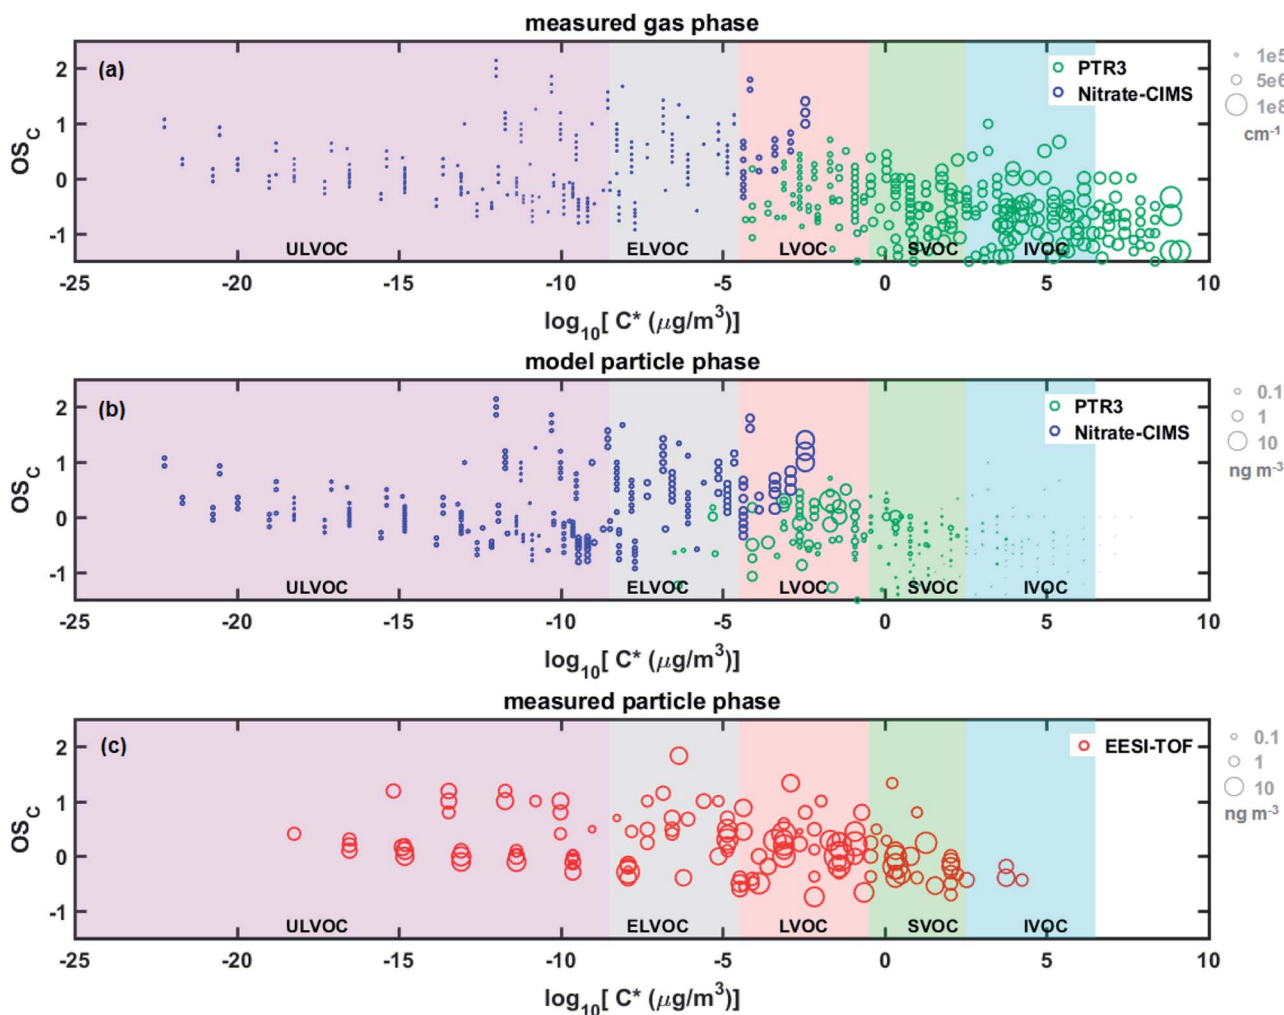 measured gas phase
(a)
PTR3
Nitrate-CIMS
1e5
5e6
1e8
cm⁻¹
OS_C
2
1
0
-1
ULVOC ELVOC LVOC SVOC IVOC
-25 -20 -15 -10 -5 0 5 10
log₁₀[ C* (μg/m³)]
model particle phase
(b)
PTR3
Nitrate-CIMS
0.1
1
10
ng m⁻³
OS_C
2
1
0
-1
ULVOC ELVOC LVOC SVOC IVOC
-25 -20 -15 -10 -5 0 5 10
log₁₀[ C* (μg/m³)]
measured particle phase
(c)
EESI-TOF
0.1
1
10
ng m⁻³
OS_C
2
1
0
-1
ULVOC ELVOC LVOC SVOC IVOC
-25 -20 -15 -10 -5 0 5 10
log₁₀[ C* (μg/m³)]